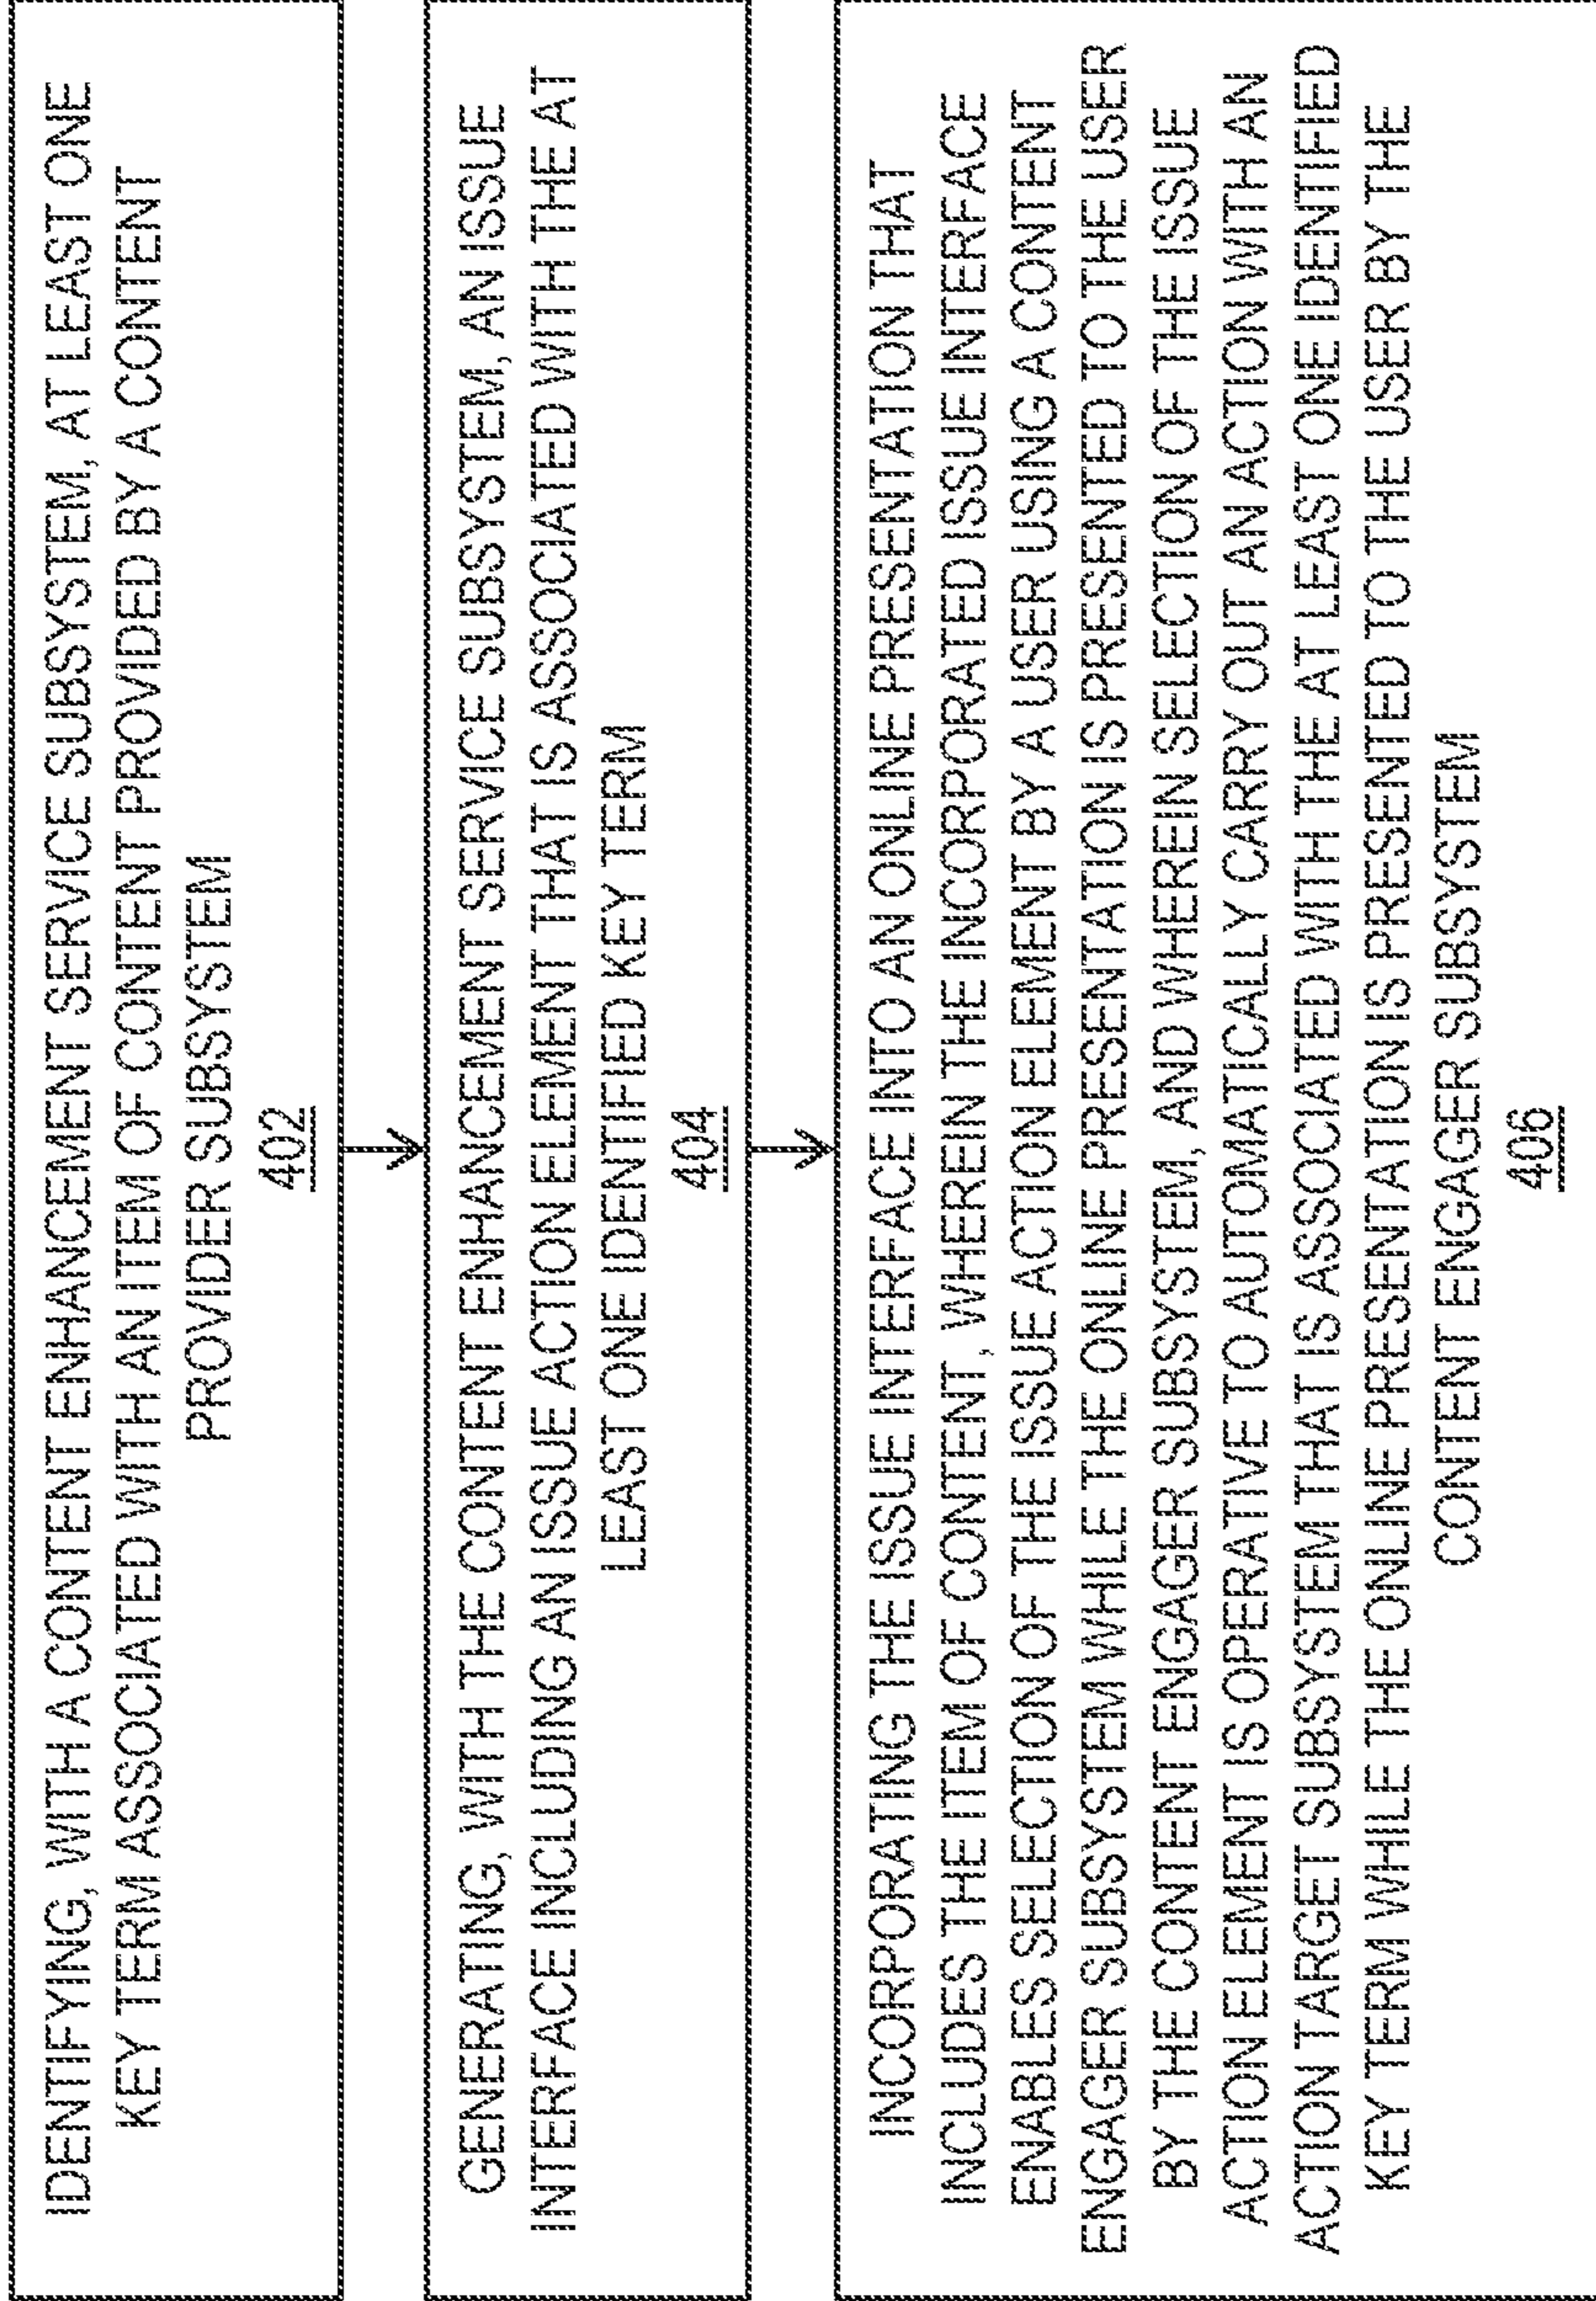 IDENTIFYING, WITH A CONTENT ENHANCEMENT SERVICE SUBSYSTEM, AT LEAST ONE
KEY TERM ASSOCIATED WITH AN ITEM OF CONTENT PROVIDED BY A CONTENT
PROVIDER SUBSYSTEM
402
GENERATING, WITH THE CONTENT ENHANCEMENT SERVICE SUBSYSTEM, AN ISSUE
INTERFACE INCLUDING AN ISSUE ACTION ELEMENT THAT IS ASSOCIATED WITH THE AT
LEAST ONE IDENTIFIED KEY TERM
404
INCORPORATING THE ISSUE INTERFACE INTO AN ONLINE PRESENTATION THAT
INCLUDES THE ITEM OF CONTENT, WHEREIN THE INCORPORATED ISSUE INTERFACE
ENABLES SELECTION OF THE ISSUE ACTION ELEMENT BY A USER USING A CONTENT
ENGAGER SUBSYSTEM WHILE THE ONLINE PRESENTATION IS PRESENTED TO THE USER
BY THE CONTENT ENGAGER SUBSYSTEM, AND WHEREIN SELECTION OF THE ISSUE
ACTION ELEMENT IS OPERATIVE TO AUTOMATICALLY CARRY OUT AN ACTION WITH AN
ACTION TARGET SUBSYSTEM THAT IS ASSOCIATED WITH THE AT LEAST ONE IDENTIFIED
KEY TERM WHILE THE ONLINE PRESENTATION IS PRESENTED TO THE USER BY THE
CONTENT ENGAGER SUBSYSTEM
406